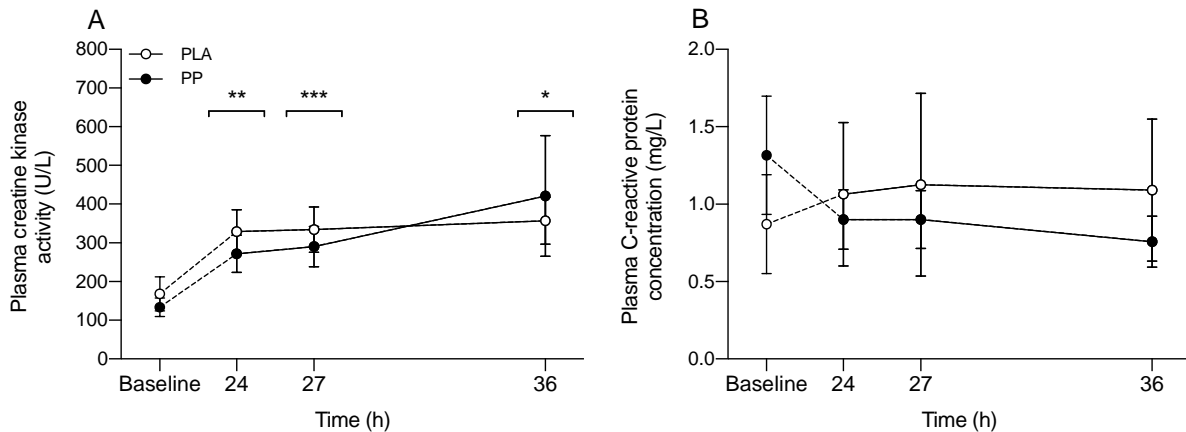 A
Plasma creatine kinase
activity (U/L)
800
700
600
500
400
300
200
100
0
PLA
PP
**
***
*
Baseline
24
27
36
Time (h)
B
Plasma C-reactive protein
concentration (mg/L)
2.0
1.5
1.0
0.5
0.0
Baseline
24
27
36
Time (h)